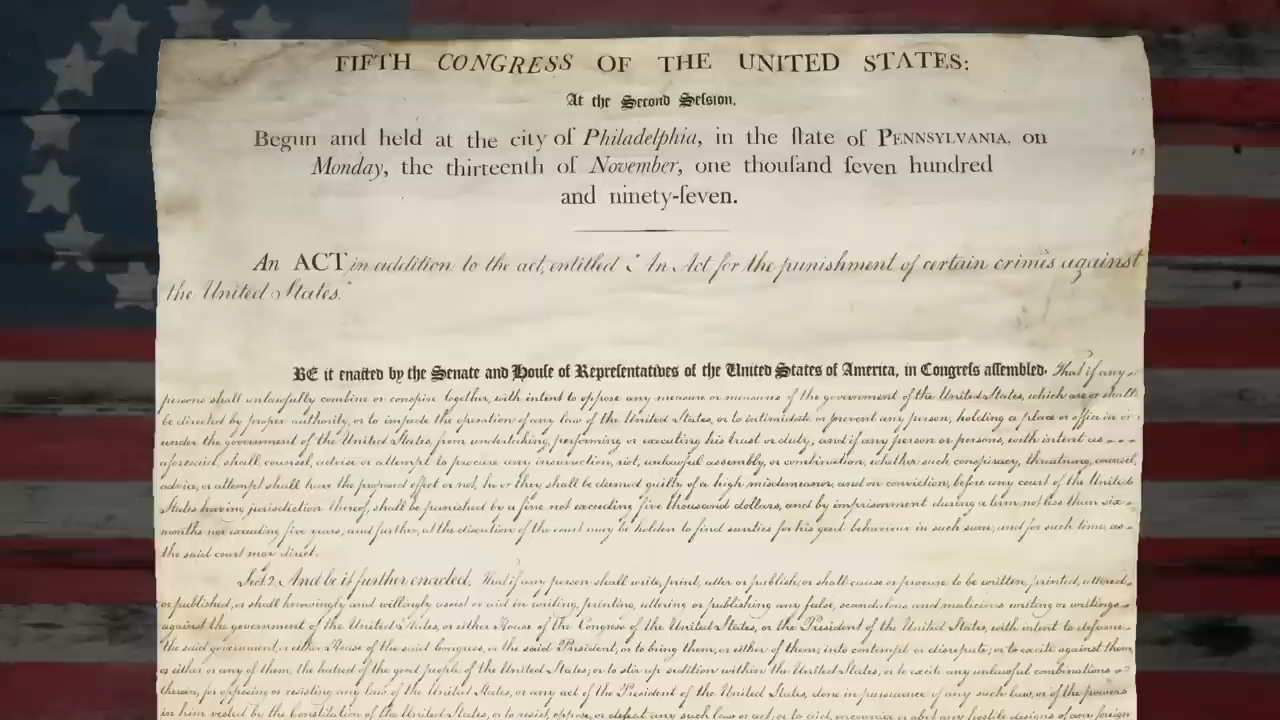 FIFTH CONGRESS OF THE UNITED STATES:
At the Second Seſsion,
Begun and held at the city of Philadelphia, in the ſtate of PENNSYLVANIA, on
Monday, the thirteenth of November, one thouſand ſeven hundred
and ninety-ſeven.
An ACT in addition to the act, entitled "An Act for the punishment of certain crimes against
the United States."
BE it enacted by the Senate and Houſe of Repreſentatives of the United States of America, in Congreſs aſſembled. That if any
persons shall unlawfully combine or conspire together, with intent to oppose any measure or measures of the government of the United States, which are or shall
be directed by proper authority, or to impede the operation of any law of the United States, or to intimidate or prevent any person, holding a place or office in or
under the government of the United States, from undertaking, performing or executing his trust or duty; and if any person or persons, with intent as - - -
aforesaid, shall counsel, advise or attempt to procure any insurrection, riot, unlawful assembly, or combination, whether such conspiracy, threatning, counsel,
advice, or attempt shall have the proposed effect or not, he or they shall be deemed guilty of a high misdemeanor, and on conviction, before any court of the United
States having jurisdiction thereof, shall be punished by a fine not exceeding five thousand dollars, and by imprisonment during a term not less than six
months nor exceeding five years; and further, at the discretion of the court may be holden to find sureties for his good behaviour in such sum, and for such time, as
the said court may direct.
Sect. 2. And be it further enacted, That if any person shall write, print, utter or publish, or shall cause or procure to be written, printed, uttered
or published, or shall knowingly and willingly assist or aid in writing, printing, uttering or publishing any false, scandalous and malicious writing or writings
against the government of the United States, or either House of the Congress of the United States, or the President of the United States, with intent to defame
the said government, or either House of the said Congress, or the said President, or to bring them, or either of them, into contempt or disrepute; or to excite against them,
or either or any of them, the hatred of the good people of the United States, or to stir up sedition within the United States, or to excite any unlawful combinations
therein, for opposing or resisting any law of the United States, or any act of the President of the United States, done in pursuance of any such law, or of the powers
in him vested by the Constitution of the United States, or to resist, oppose, or defeat any such law or act; or to aid, encourage or abet any hostile designs of any foreign